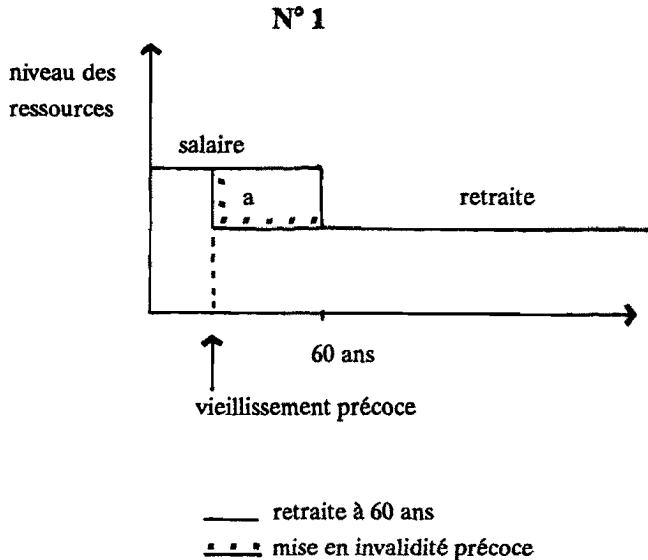 N° 1
niveau des
ressources
salaire
a
retraite
60 ans
vieillissement précoce
retraite à 60 ans
mise en invalidité précoce